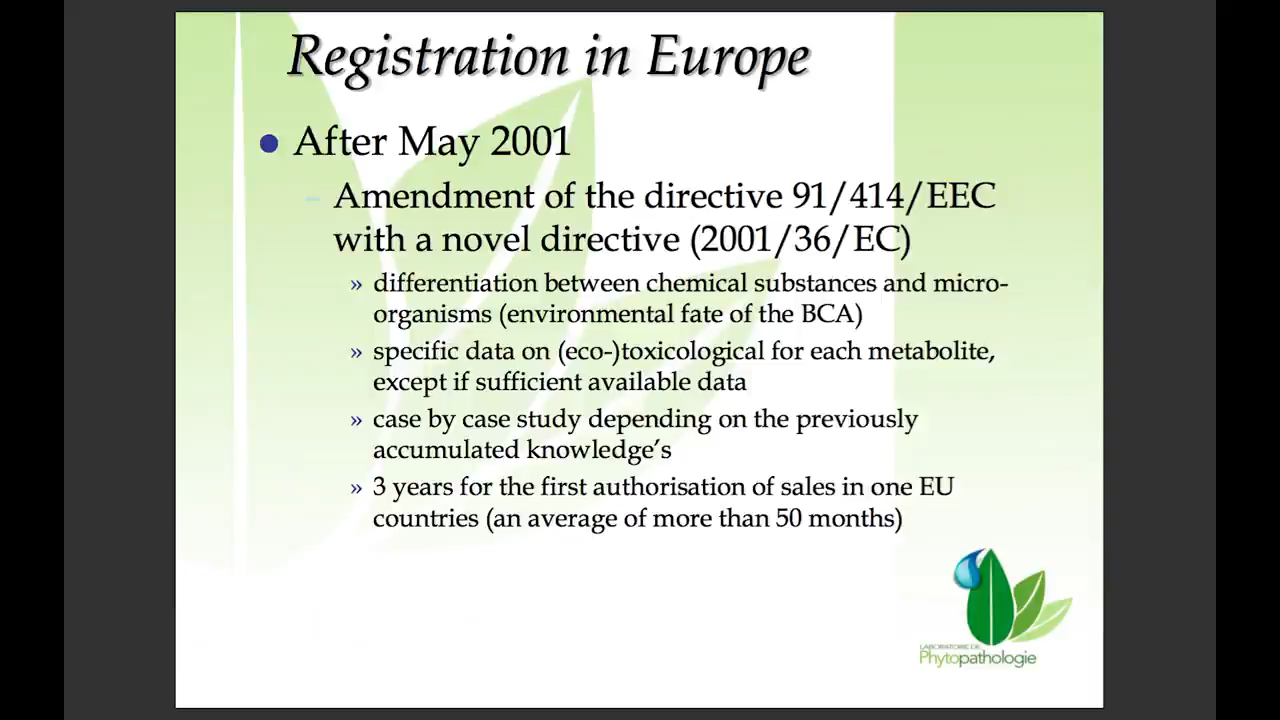 Registration in Europe
● After May 2001
– Amendment of the directive 91/414/EEC
with a novel directive (2001/36/EC)
» differentiation between chemical substances and micro-
organisms (environmental fate of the BCA)
» specific data on (eco-)toxicological for each metabolite,
except if sufficient available data
» case by case study depending on the previously
accumulated knowledge's
» 3 years for the first authorisation of sales in one EU
countries (an average of more than 50 months)
LABORATOIRE DE
Phytopathologie